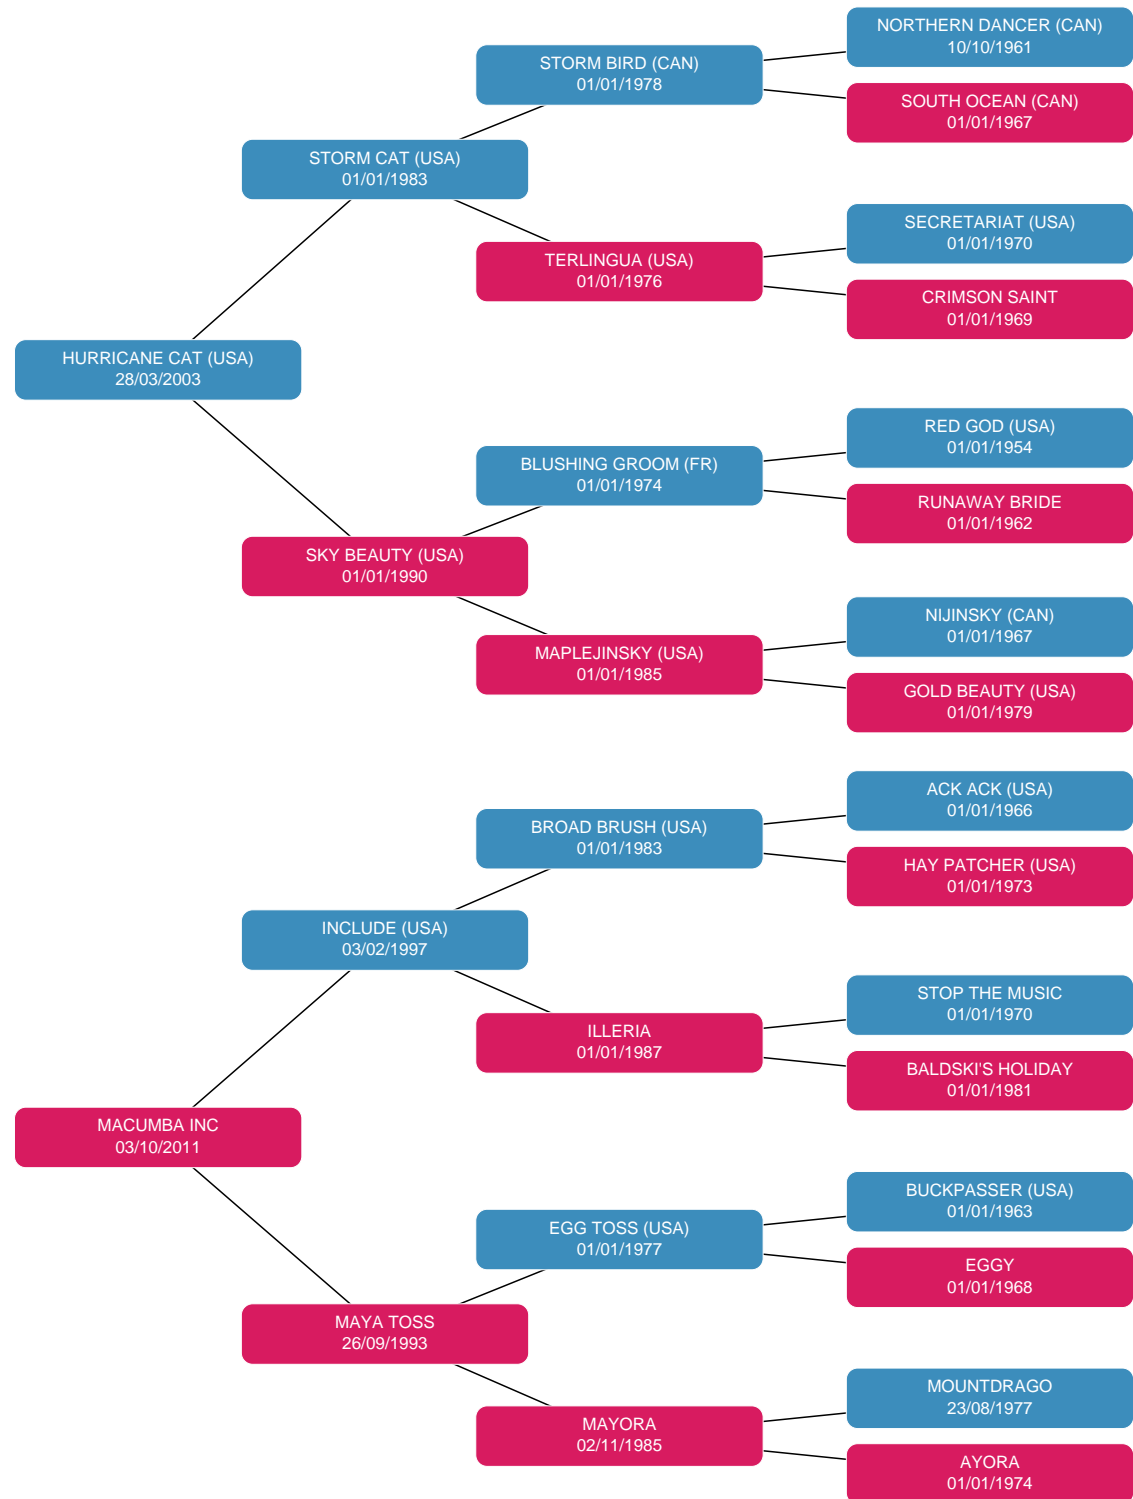 NORTHERN DANCER (CAN)
10/10/1961
STORM BIRD (CAN)
01/01/1978
SOUTH OCEAN (CAN)
01/01/1967
STORM CAT (USA)
01/01/1983
SECRETARIAT (USA)
01/01/1970
TERLINGUA (USA)
01/01/1976
CRIMSON SAINT
01/01/1969
HURRICANE CAT (USA)
28/03/2003
RED GOD (USA)
01/01/1954
BLUSHING GROOM (FR)
01/01/1974
RUNAWAY BRIDE
01/01/1962
SKY BEAUTY (USA)
01/01/1990
NIJINSKY (CAN)
01/01/1967
MAPLEJINSKY (USA)
01/01/1985
GOLD BEAUTY (USA)
01/01/1979
ACK ACK (USA)
01/01/1966
BROAD BRUSH (USA)
01/01/1983
HAY PATCHER (USA)
01/01/1973
INCLUDE (USA)
03/02/1997
STOP THE MUSIC
01/01/1970
ILLERIA
01/01/1987
BALDSKI'S HOLIDAY
01/01/1981
MACUMBA INC
03/10/2011
BUCKPASSER (USA)
01/01/1963
EGG TOSS (USA)
01/01/1977
EGGY
01/01/1968
MAYA TOSS
26/09/1993
MOUNTDRAGO
23/08/1977
MAYORA
02/11/1985
AYORA
01/01/1974